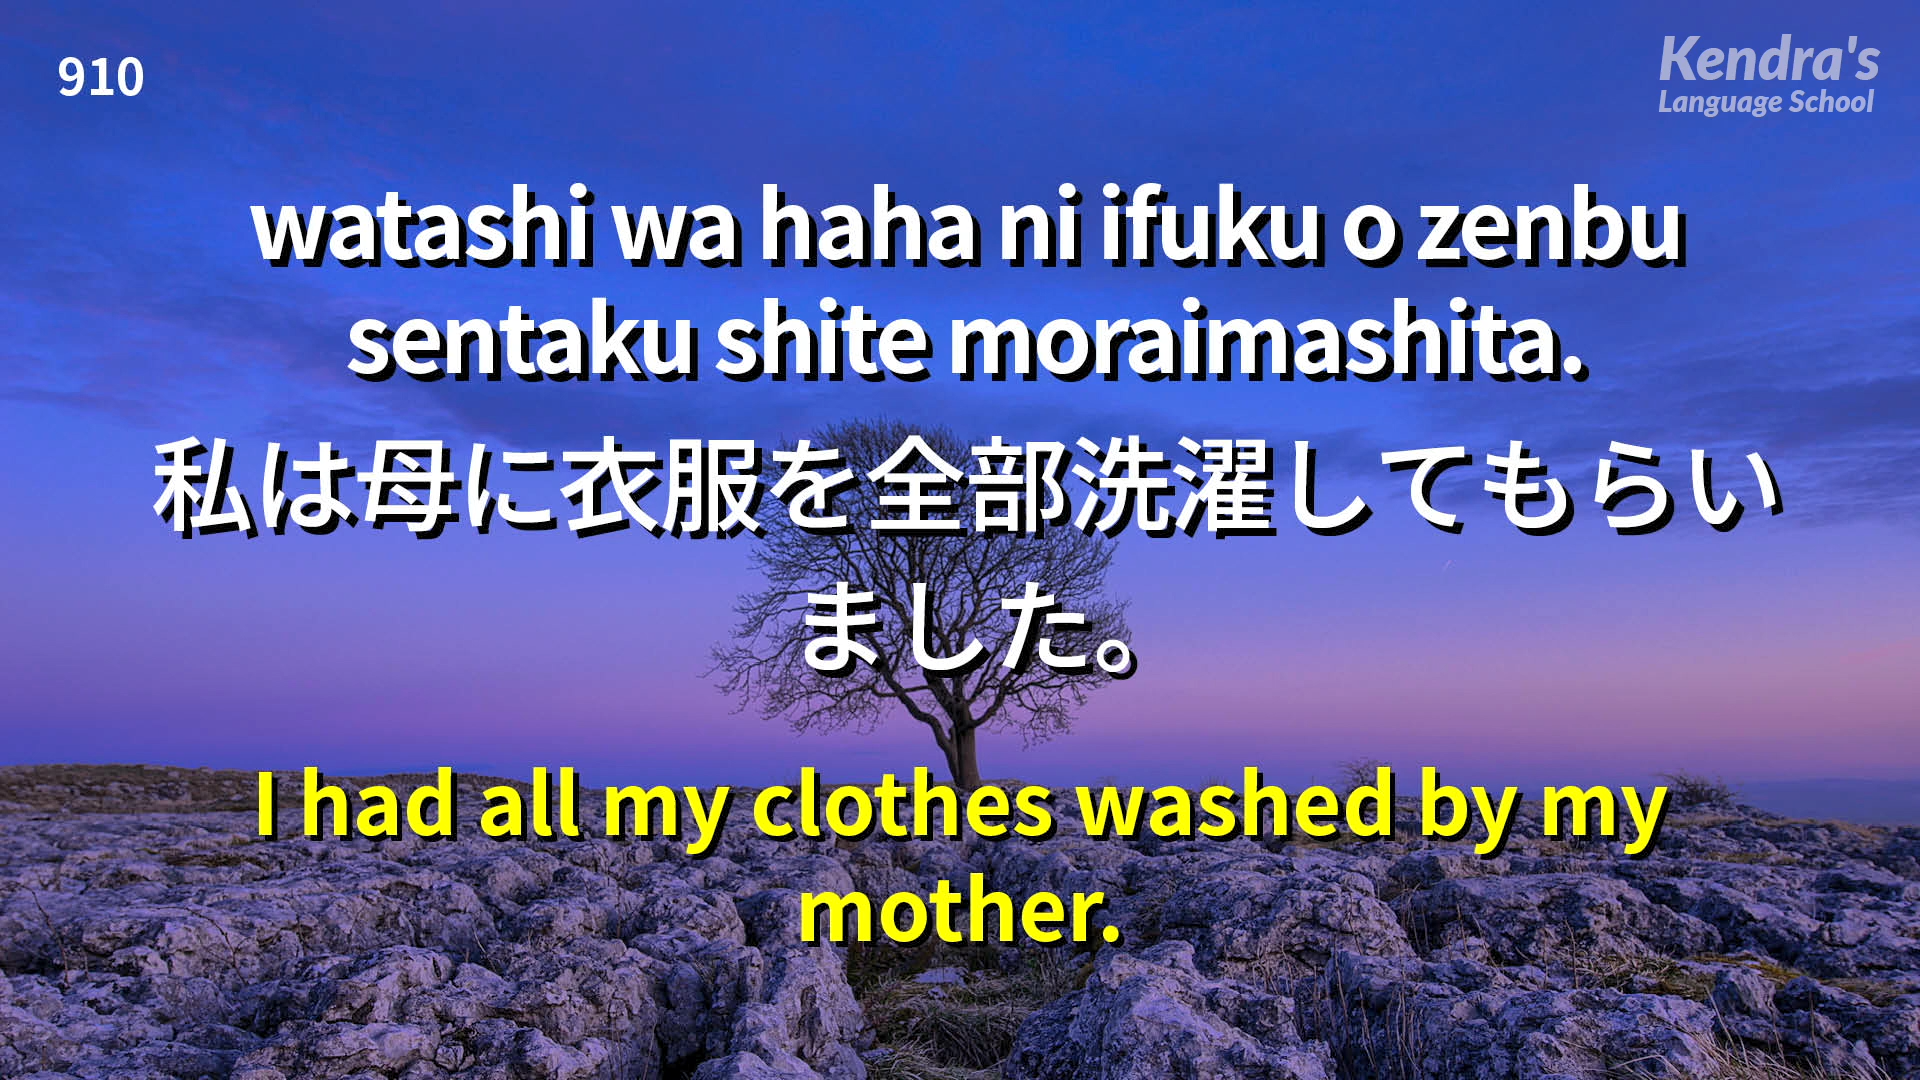 910
Kendra's
Language School
watashi wa haha ni ifuku o zenbu
sentaku shite moraimashita.
私は母に衣服を全部洗濯してもらい
ました。
I had all my clothes washed by my
mother.